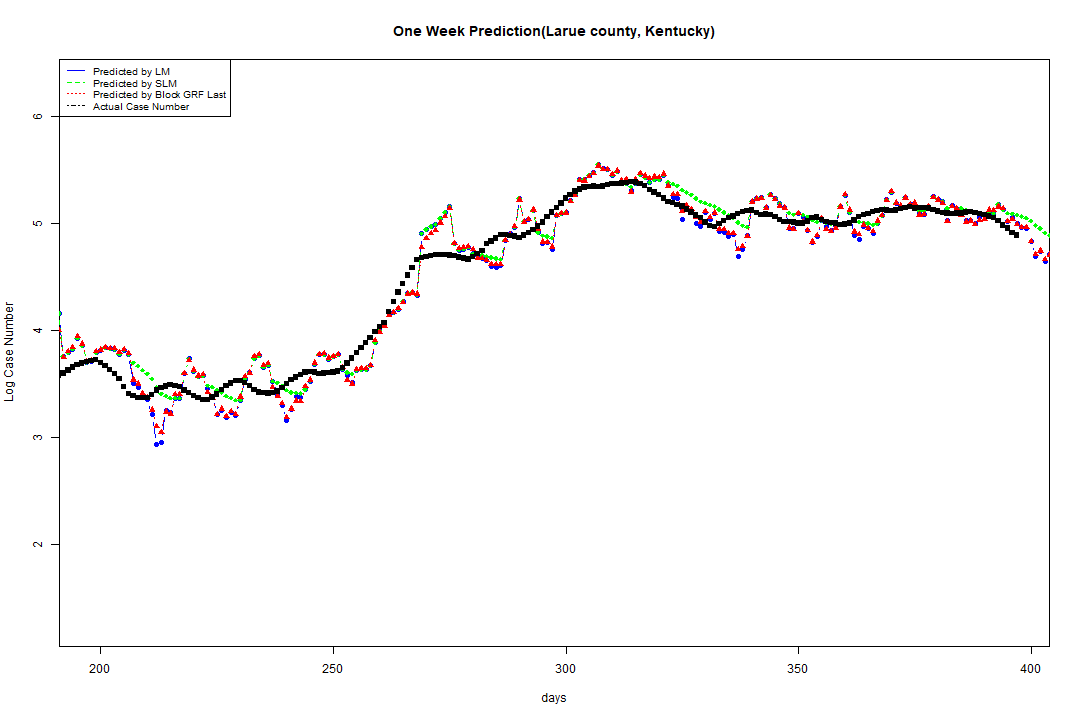 One Week Prediction(Larue county, Kentucky)
Predicted by LM
Predicted by SLM
Predicted by Block GRF Last
Actual Case Number
Log Case Number
6
5
4
3
2
200 250 300 350 400
days